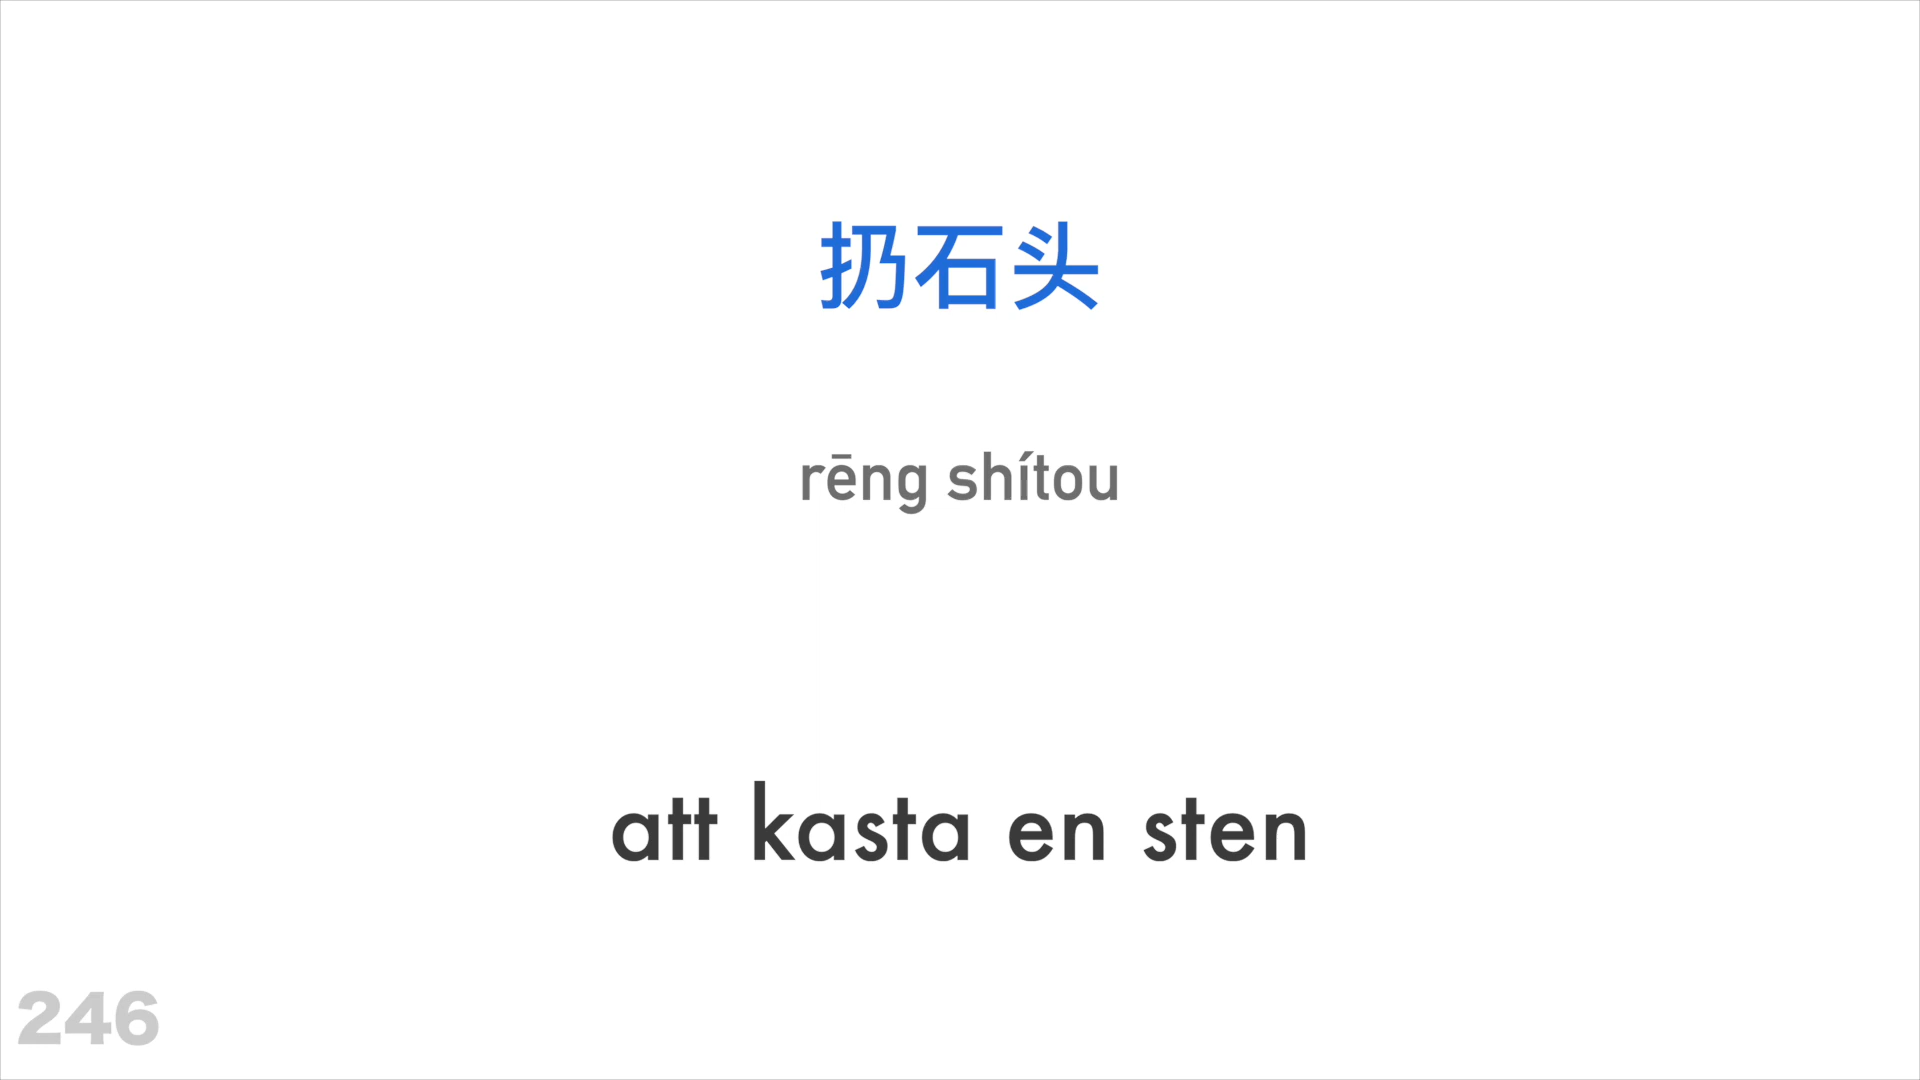 扔石头
rēng shítou
att kasta en sten
246